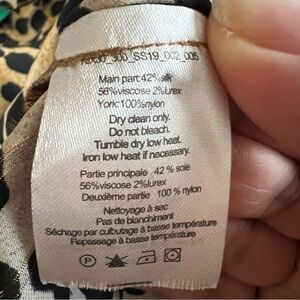 300_SS19_002_005
Main part:42%silk
56%viscose 2%lurex
York:100%nylon
Dry clean only.
Do not bleach.
Tumble dry low heat.
Iron low heat if necessary.
Partie principale 42% soie
56%viscose 2%lurex
Deuxième partie 100% nylon
Nettoyage à sec
Pas de blanchiment
Séchage par culbutage à basse température
Repassage à basse température